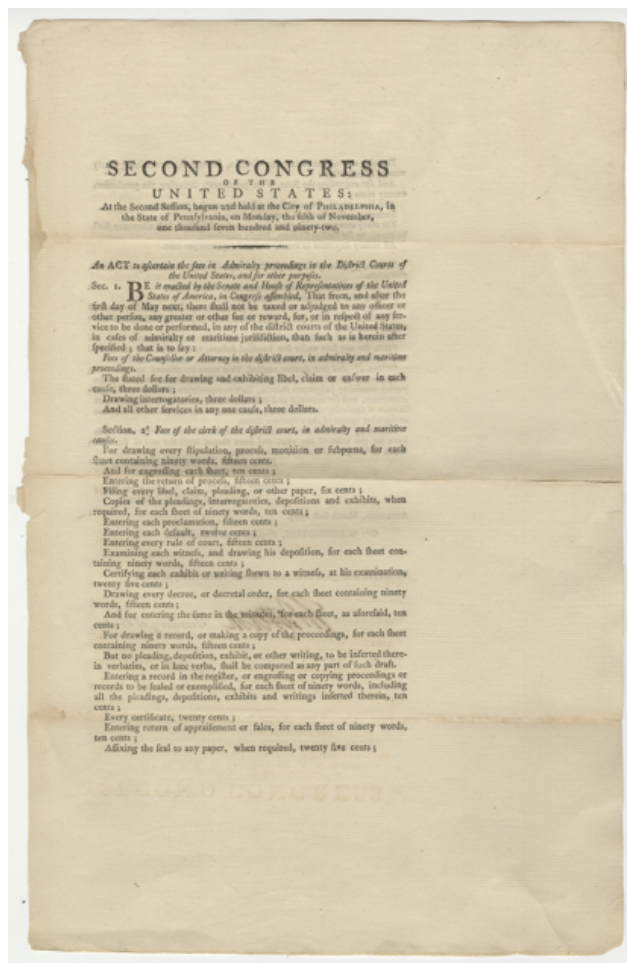 SECOND CONGRESS
OF THE
UNITED STATES:
At the Second Session, begun and held at the City of PHILADELPHIA, in
the State of Pennſylvania, on Monday, the fifth of November,
one thouſand ſeven hundred and ninety-two.
An ACT to aſcertain the fees in Admiralty proceedings in the Diſtrict Courts of
the United States, and for other purpoſes.
Sec. 1. BE it enacted by the Senate and Houſe of Repreſentatives of the United
States of America, in Congreſs aſſembled, That from, and after the
firſt day of May next, there ſhall not be taxed or adjudged to any officer or
other perſon, any greater or other fee or reward, for, or in reſpect of any ſer-
vice to be done or performed, in any of the diſtrict courts of the United States,
in caſes of admiralty or maritime juriſdiction, than ſuch as is herein after
ſpecified; that is to ſay:
Fees of the Counſellor or Attorney in the diſtrict court, in admiralty and maritime
proceedings.
The ſtated fee for drawing and exhibiting libel, claim or anſwer in each
cauſe, three dollars;
Drawing interrogatories, three dollars;
And all other ſervices in any one cauſe, three dollars.
Section, 2d Fees of the clerk of the diſtrict court, in admiralty and maritime
cauſes.
For drawing every ſtipulation, proceſs, monition or ſubpœna, for each
ſheet containing ninety words, fifteen cents.
And for engroſſing each ſheet, ten cents;
Entering the return of proceſs, fifteen cents;
Filing every libel, claim, pleading, or other paper, ſix cents;
Copies of the pleadings, interrogatories, depoſitions and exhibits, when
required, for each ſheet of ninety words, ten cents;
Entering each proclamation, fifteen cents;
Entering each default, twelve cents;
Entering every rule of court, fifteen cents;
Examining each witneſs, and drawing his depoſition, for each ſheet con-
taining ninety words, fifteen cents;
Certifying each exhibit or writing ſhewn to a witneſs, at his examination,
twenty five cents;
Drawing every decree, or decretal order, for each ſheet containing ninety
words, fifteen cents;
And for entering the ſame in the minutes, for each ſheet, as aforeſaid, ten
cents;
For drawing a record, or making a copy of the proceedings, for each ſheet
containing ninety words, fifteen cents;
But no pleading, depoſition, exhibit, or other writing, to be inſerted there-
in verbatim, or in hæc verba, ſhall be computed as any part of ſuch draft.
Entering a record in the regiſter, or engroſſing or copying proceedings or
records to be ſealed or exemplified, for each ſheet of ninety words, including
all the pleadings, depoſitions, exhibits and writings inſerted therein, ten
cents;
Every certificate, twenty cents;
Entering return of appraiſement or ſales, for each ſheet of ninety words,
ten cents;
Affixing the ſeal to any paper, when required, twenty five cents;